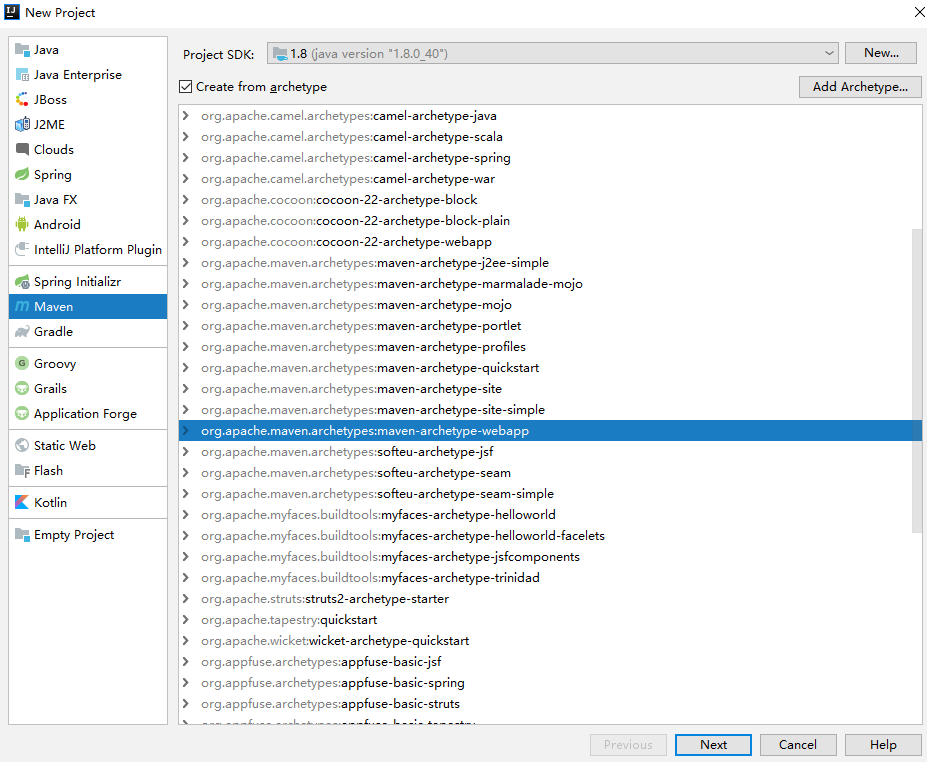 New Project
Java
Java Enterprise
JBoss
J2ME
Clouds
Spring
Java FX
Android
IntelliJ Platform Plugin
Spring Initializr
Maven
Gradle
Groovy
Grails
Application Forge
Static Web
Flash
Kotlin
Empty Project
Project SDK: 1.8 (java version "1.8.0_40") New...
Create from archetype Add Archetype...
org.apache.camel.archetypes:camel-archetype-java
org.apache.camel.archetypes:camel-archetype-scala
org.apache.camel.archetypes:camel-archetype-spring
org.apache.camel.archetypes:camel-archetype-war
org.apache.cocoon:cocoon-22-archetype-block
org.apache.cocoon:cocoon-22-archetype-block-plain
org.apache.cocoon:cocoon-22-archetype-webapp
org.apache.maven.archetypes:maven-archetype-j2ee-simple
org.apache.maven.archetypes:maven-archetype-marmalade-mojo
org.apache.maven.archetypes:maven-archetype-mojo
org.apache.maven.archetypes:maven-archetype-portlet
org.apache.maven.archetypes:maven-archetype-profiles
org.apache.maven.archetypes:maven-archetype-quickstart
org.apache.maven.archetypes:maven-archetype-site
org.apache.maven.archetypes:maven-archetype-site-simple
org.apache.maven.archetypes:maven-archetype-webapp
org.apache.maven.archetypes:softeu-archetype-jsf
org.apache.maven.archetypes:softeu-archetype-seam
org.apache.maven.archetypes:softeu-archetype-seam-simple
org.apache.myfaces.buildtools:myfaces-archetype-helloworld
org.apache.myfaces.buildtools:myfaces-archetype-helloworld-facelets
org.apache.myfaces.buildtools:myfaces-archetype-jsfcomponents
org.apache.myfaces.buildtools:myfaces-archetype-trinidad
org.apache.struts:struts2-archetype-starter
org.apache.tapestry:quickstart
org.apache.wicket:wicket-archetype-quickstart
org.appfuse.archetypes:appfuse-basic-jsf
org.appfuse.archetypes:appfuse-basic-spring
org.appfuse.archetypes:appfuse-basic-struts
org.appfuse.archetypes:appfuse-basic-tapestry
Previous Next Cancel Help